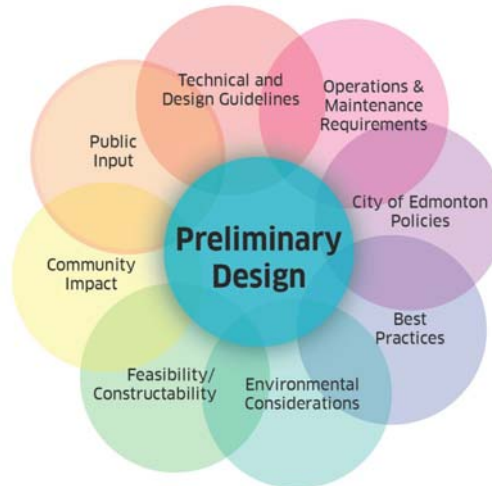 Technical and
Design Guidelines
Operations &
Maintenance
Requirements
City of Edmonton
Policies
Best
Practices
Environmental
Considerations
Feasibility/
Constructability
Community
Impact
Public
Input
Preliminary
Design